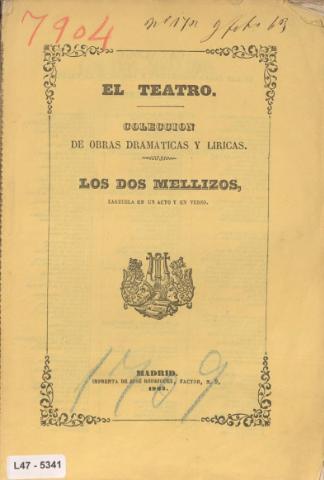 7904
EL TEATRO.
COLECCION
DE OBRAS DRAMATICAS Y LIRICAS.
LOS DOS MELLIZOS,
ZARZUELA EN UN ACTO Y EN VERSO.
1709
MADRID.
IMPRENTA DE JOSÉ RODRIGUEZ, FACTOR, N. 9.
L47 - 5341